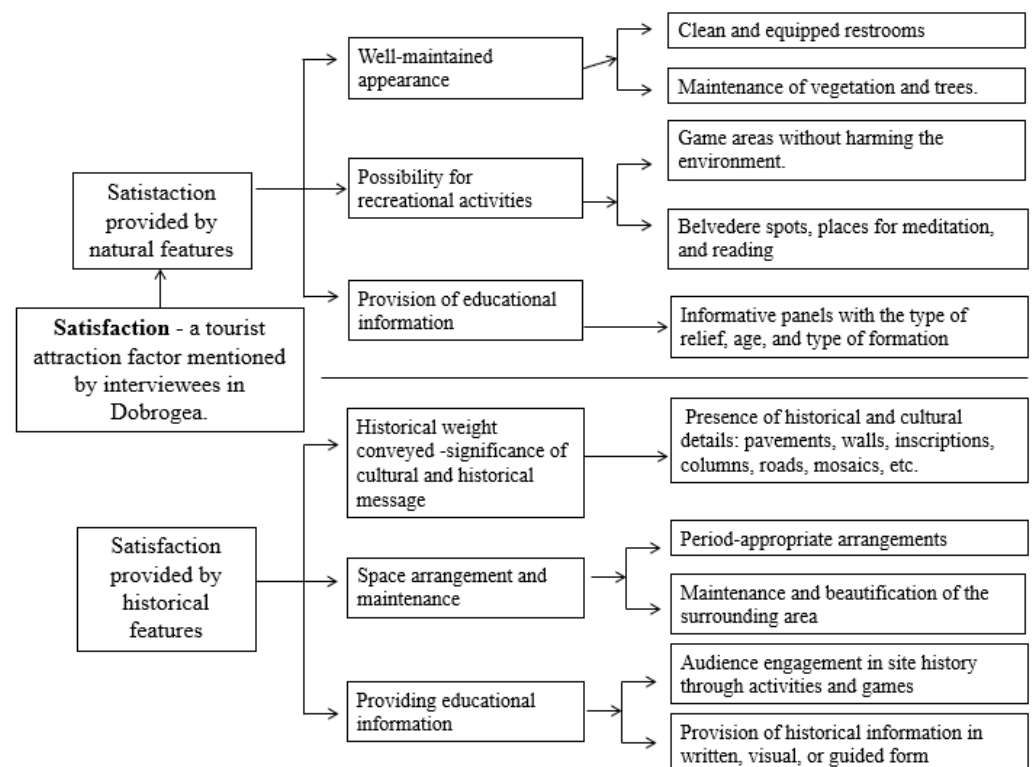 Clean and equipped restrooms
Well-maintained
appearance
Maintenance of vegetation and trees.
Game areas without harming the
environment.
Satistaction
provided by
natural features
Possibility for
recreational activities
Belvedere spots, places for meditation,
and reading
Provision of educational
information
Informative panels with the type of
relief, age, and type of formation
Satisfaction - a tourist
attraction factor mentioned
by interviewees in
Dobrogea.
Historical weight
conveyed -significance of
cultural and historical
message
Presence of historical and cultural
details: pavements, walls, inscriptions,
columns, roads, mosaics, etc.
Satisfaction
provided by
historical
features
Space arrangement and
maintenance
Period-appropriate arrangements
Maintenance and beautification of the
surrounding area
Providing educational
information
Audience engagement in site history
through activities and games
Provision of historical information in
written, visual, or guided form